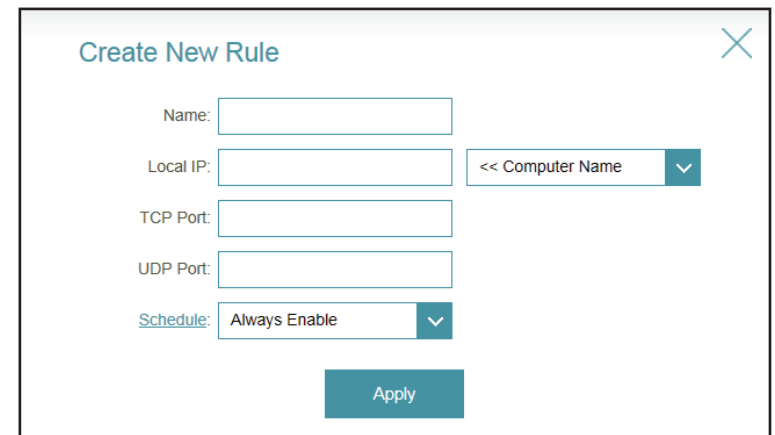 Create New Rule
Name:
Local IP: << Computer Name
TCP Port:
UDP Port:
Schedule: Always Enable
Apply